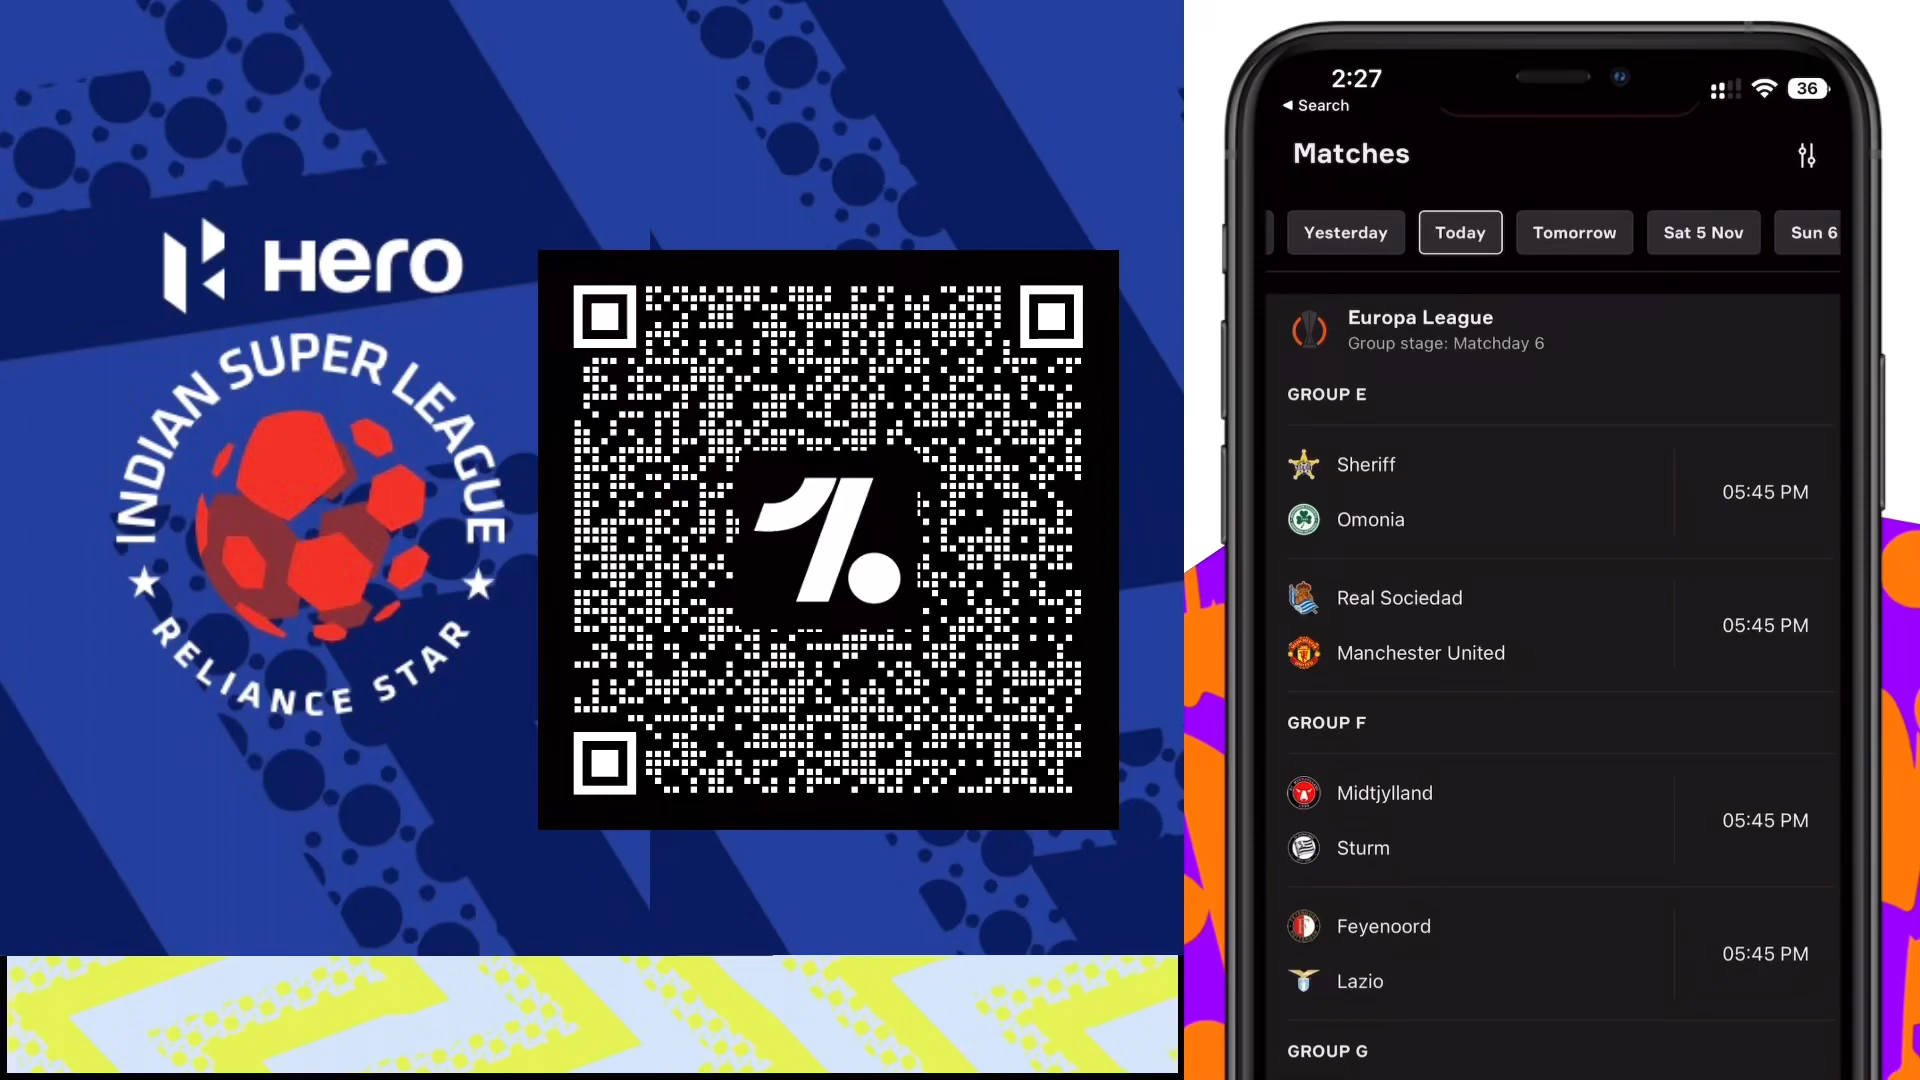 Hero
INDIAN SUPER LEAGUE
RELIANCE STAR
2:27
Search
36
Matches
Yesterday
Today
Tomorrow
Sat 5 Nov
Sun 6
Europa League
Group stage: Matchday 6
GROUP E
Sheriff
Omonia
05:45 PM
Real Sociedad
Manchester United
05:45 PM
GROUP F
Midtjylland
Sturm
05:45 PM
Feyenoord
Lazio
05:45 PM
GROUP G